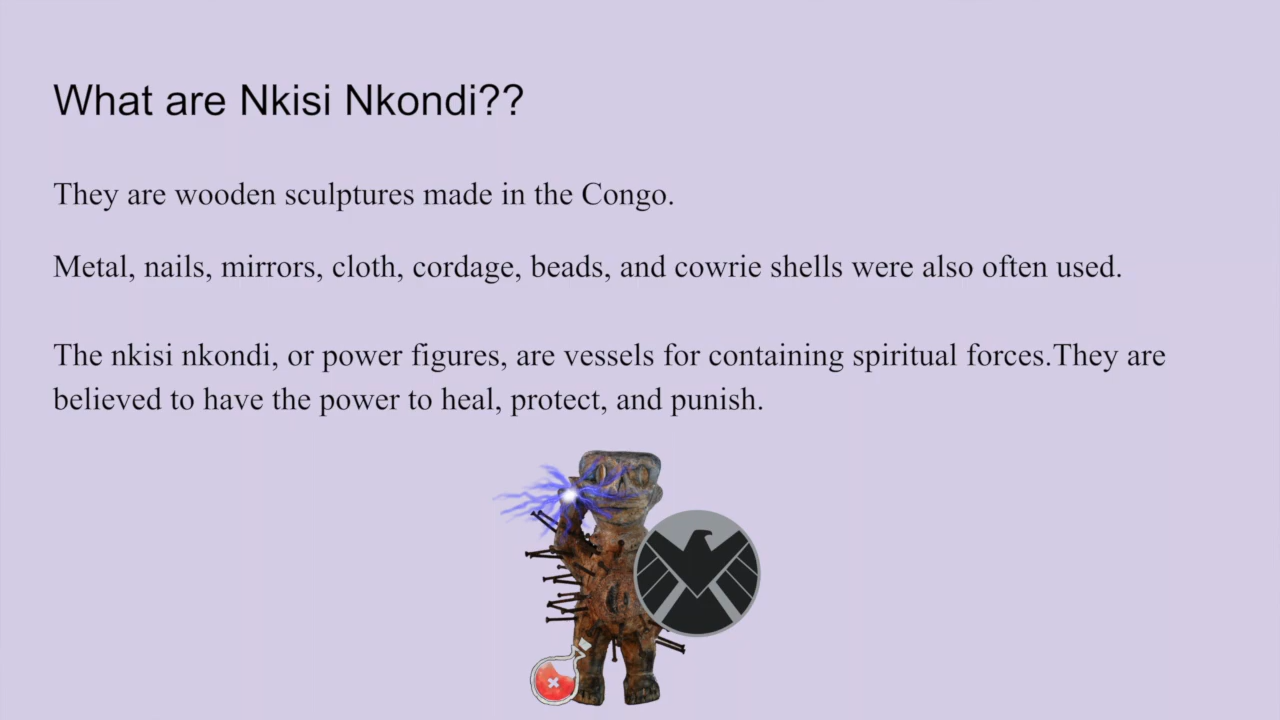 What are Nkisi Nkondi??
They are wooden sculptures made in the Congo.
Metal, nails, mirrors, cloth, cordage, beads, and cowrie shells were also often used.
The nkisi nkondi, or power figures, are vessels for containing spiritual forces.They are
believed to have the power to heal, protect, and punish.